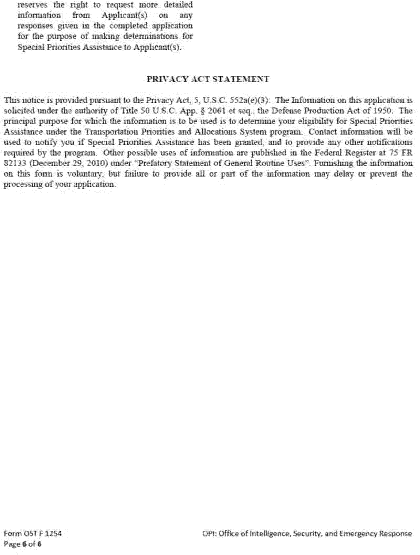 reserves the right to request more detailed
information from Applicant(s) on any
responses given in the completed application
for the purpose of making determinations for
Special Priorities Assistance to Applicant(s).
PRIVACY ACT STATEMENT
This notice is provided pursuant to the Privacy Act, 5, U.S.C. 552a(e)(3): The Information on this application is
solicited under the authority of Title 50 U.S.C. App. § 2061 et seq., the Defense Production Act of 1950. The
principal purpose for which the information is to be used is to determine your eligibility for Special Priorities
Assistance under the Transportation Priorities and Allocations System program. Contact information will be
used to notify you if Special Priorities Assistance has been granted, and to provide any other notifications
required by the program. Other possible uses of information are published in the Federal Register at 75 FR
82133 (December 29, 2010) under "Prefatory Statement of General Routine Uses". Furnishing the information
on this form is voluntary, but failure to provide all or part of the information may delay or prevent the
processing of your application.
Form OST F 1254
OPI: Office of Intelligence, Security, and Emergency Response
Page 6 of 6